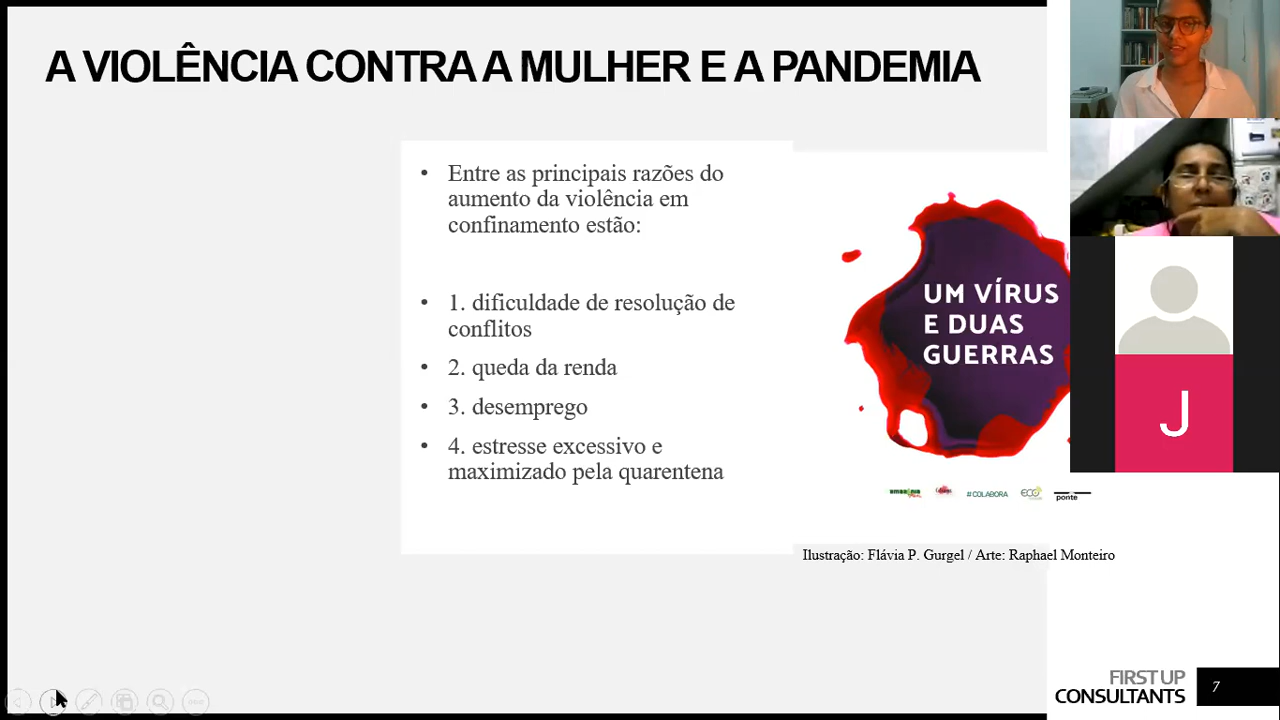 A VIOLÊNCIA CONTRA A MULHER E A PANDEMIA
• Entre as principais razões do
aumento da violência em
confinamento estão:
• 1. dificuldade de resolução de
conflitos
• 2. queda da renda
• 3. desemprego
• 4. estresse excessivo e
maximizado pela quarentena
UM VÍRUS
E DUAS
GUERRAS
#COLABORA
ECO
ponte
Ilustração: Flávia P. Gurgel / Arte: Raphael Monteiro
J
FIRST UP
CONSULTANTS
7